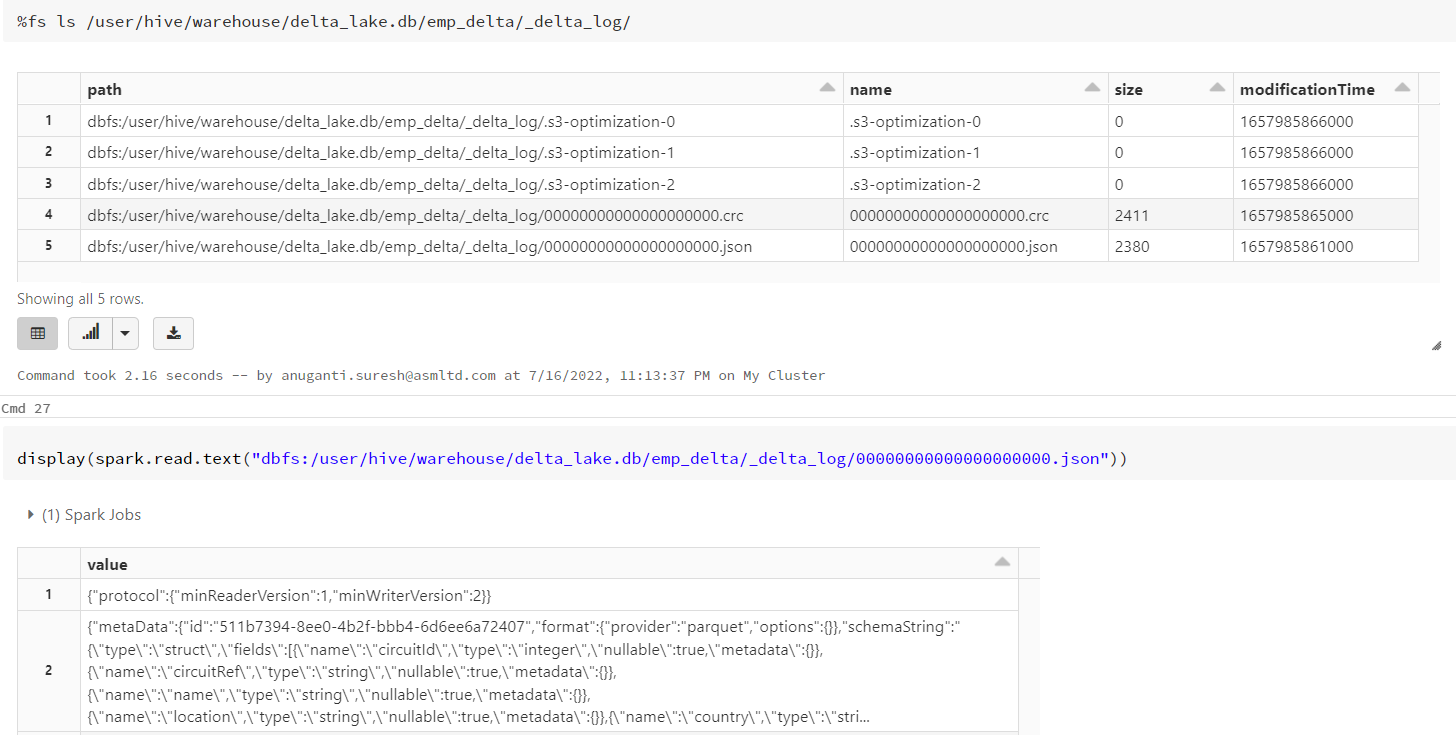 %fs ls /user/hive/warehouse/delta_lake.db/emp_delta/_delta_log/
path name size modificationTime
1 dbfs:/user/hive/warehouse/delta_lake.db/emp_delta/_delta_log/.s3-optimization-0 .s3-optimization-0 0 1657985866000
2 dbfs:/user/hive/warehouse/delta_lake.db/emp_delta/_delta_log/.s3-optimization-1 .s3-optimization-1 0 1657985866000
3 dbfs:/user/hive/warehouse/delta_lake.db/emp_delta/_delta_log/.s3-optimization-2 .s3-optimization-2 0 1657985866000
4 dbfs:/user/hive/warehouse/delta_lake.db/emp_delta/_delta_log/00000000000000000000.crc 00000000000000000000.crc 2411 1657985865000
5 dbfs:/user/hive/warehouse/delta_lake.db/emp_delta/_delta_log/00000000000000000000.json 00000000000000000000.json 2380 1657985861000
Showing all 5 rows.
Command took 2.16 seconds -- by anuganti.suresh@asmltd.com at 7/16/2022, 11:13:37 PM on My Cluster
Cmd 27
display(spark.read.text("dbfs:/user/hive/warehouse/delta_lake.db/emp_delta/_delta_log/00000000000000000000.json"))
(1) Spark Jobs
value
1 {"protocol":{"minReaderVersion":1,"minWriterVersion":2}}
2 {"metaData":{"id":"511b7394-8ee0-4b2f-bbb4-6d6ee6a72407","format":{"provider":"parquet","options":{}},"schemaString":"
{\"type\":\"struct\",\"fields\":[{\"name\":\"circuitId\",\"type\":\"integer\",\"nullable\":true,\"metadata\":{}},
{\"name\":\"circuitRef\",\"type\":\"string\",\"nullable\":true,\"metadata\":{}},
{\"name\":\"name\",\"type\":\"string\",\"nullable\":true,\"metadata\":{}},
{\"name\":\"location\",\"type\":\"string\",\"nullable\":true,\"metadata\":{}},{\"name\":\"country\",\"type\":\"stri...